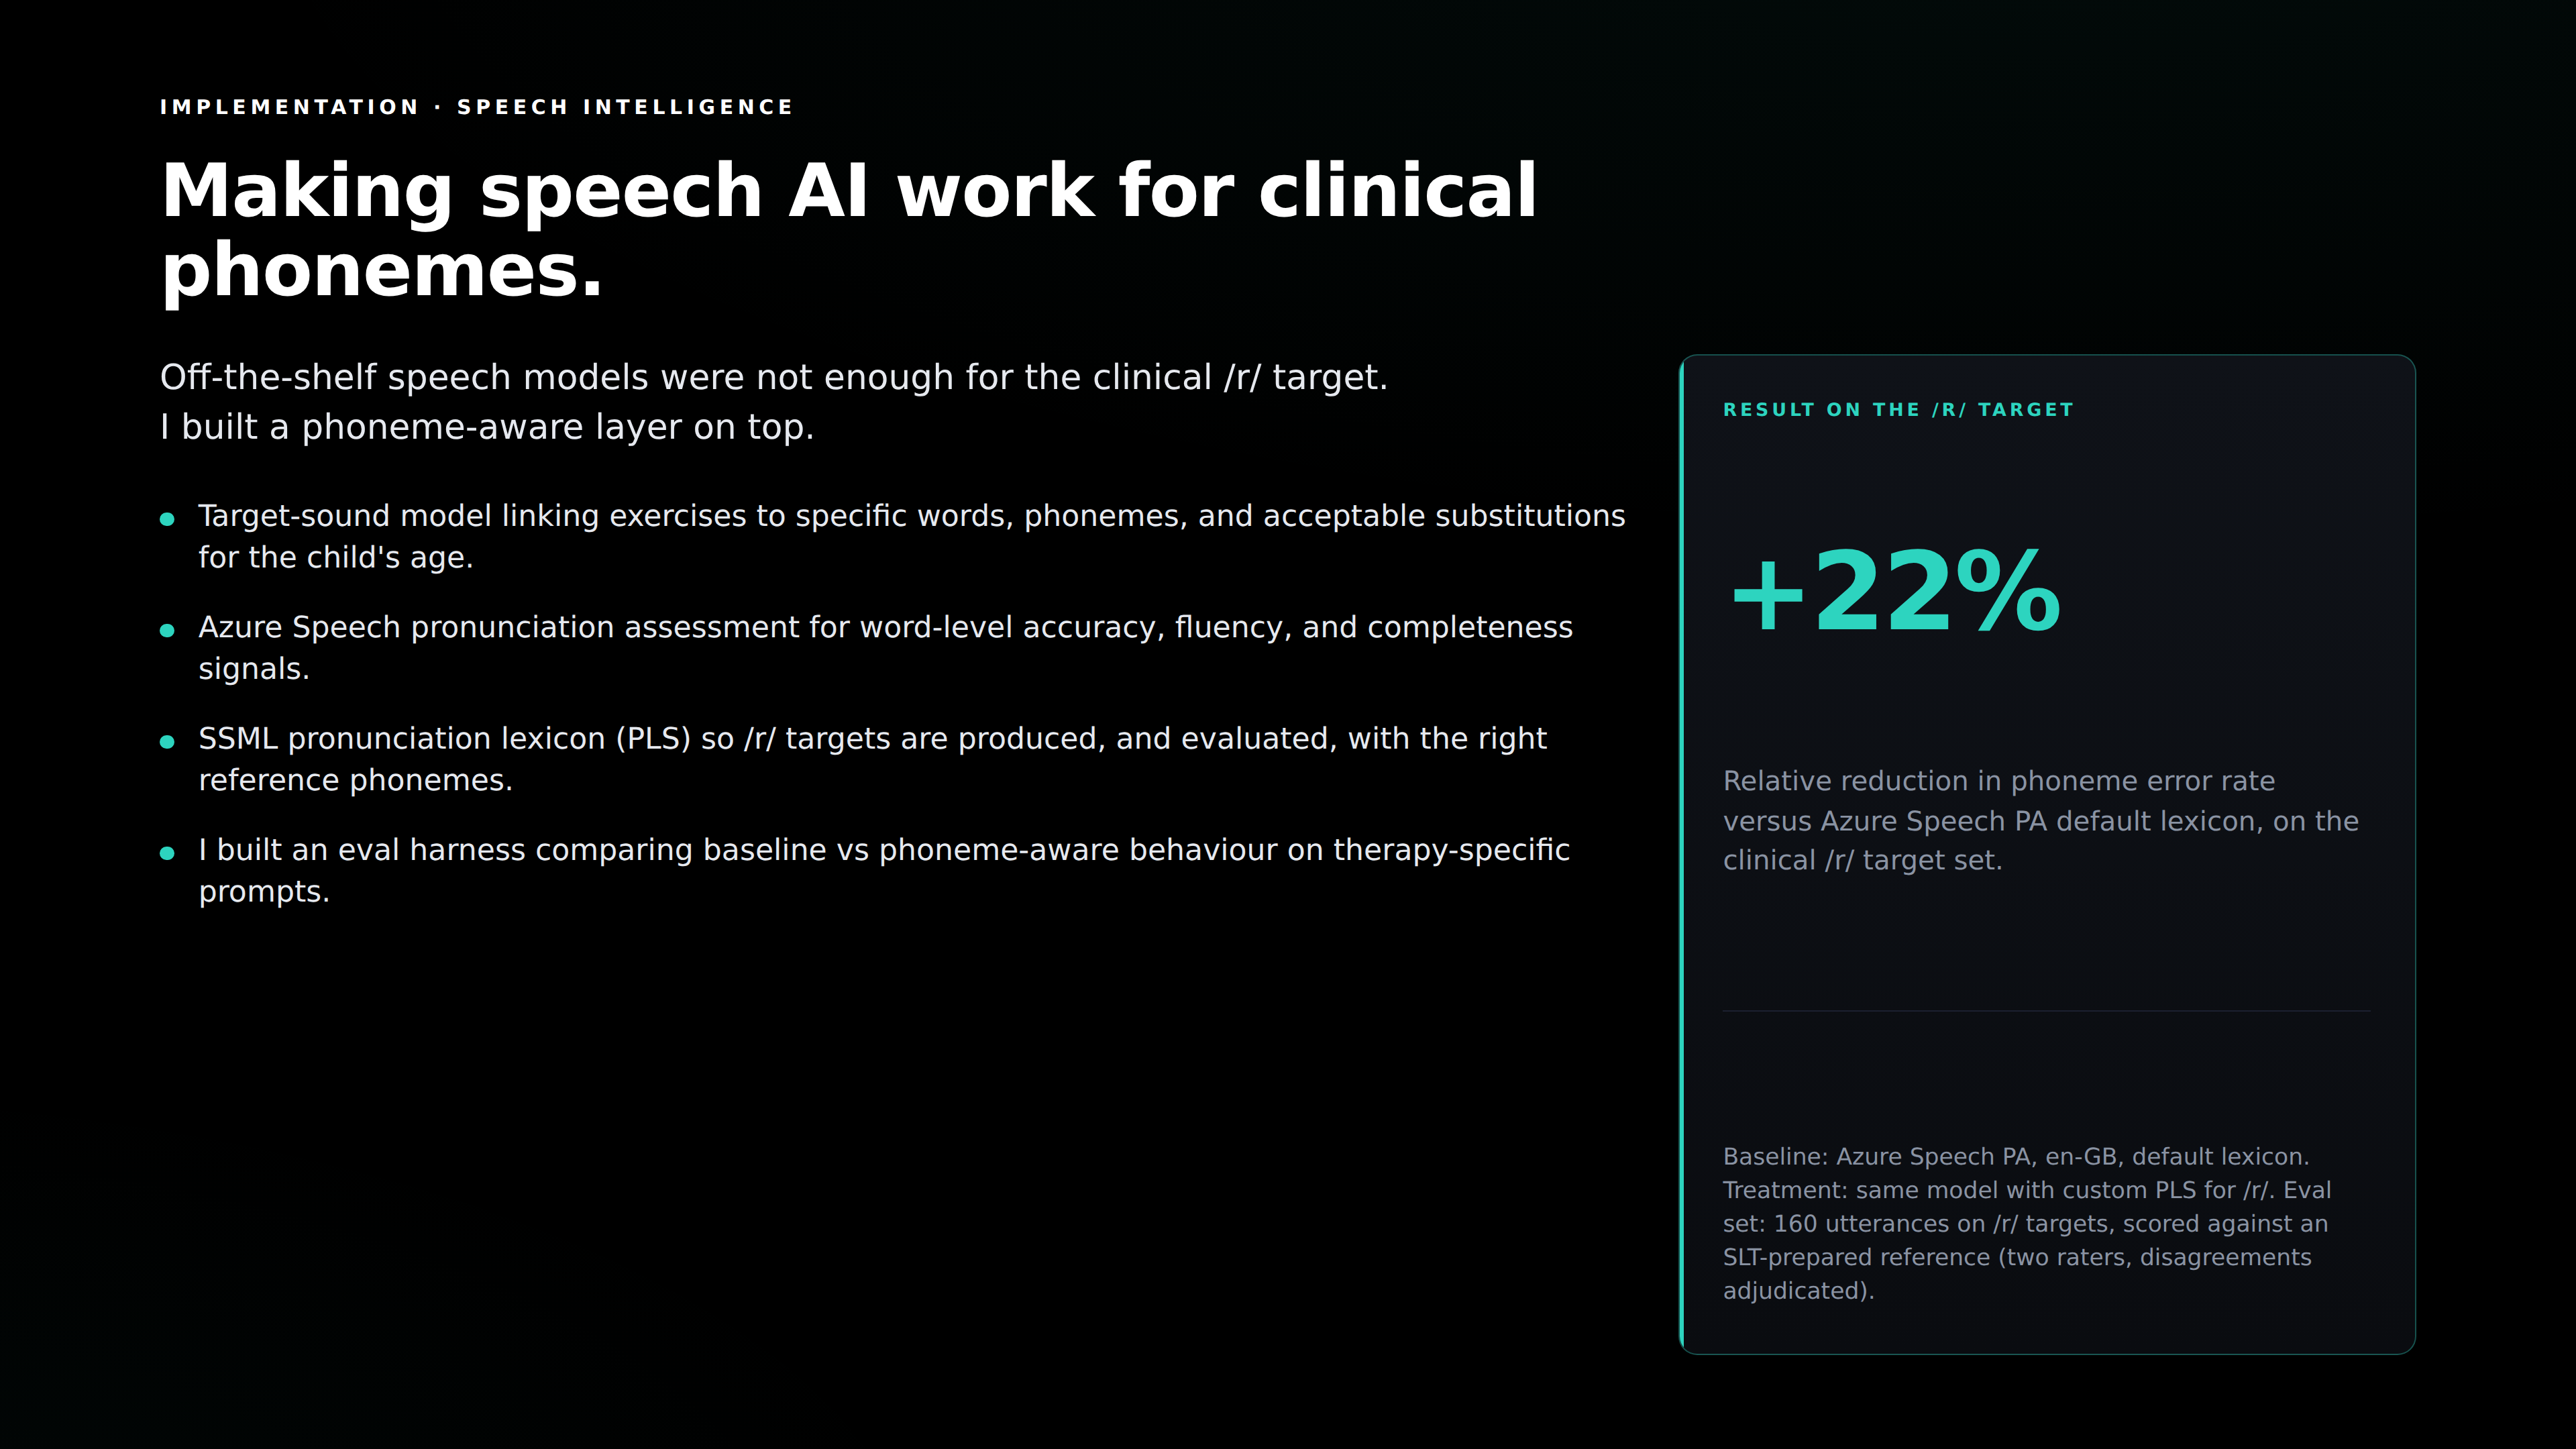 IMPLEMENTATION · SPEECH INTELLIGENCE
Making speech AI work for clinical
phonemes.
Off-the-shelf speech models were not enough for the clinical /r/ target.
I built a phoneme-aware layer on top.
Target-sound model linking exercises to specific words, phonemes, and acceptable substitutions
for the child's age.
Azure Speech pronunciation assessment for word-level accuracy, fluency, and completeness
signals.
SSML pronunciation lexicon (PLS) so /r/ targets are produced, and evaluated, with the right
reference phonemes.
I built an eval harness comparing baseline vs phoneme-aware behaviour on therapy-specific
prompts.
RESULT ON THE /R/ TARGET
+22%
Relative reduction in phoneme error rate
versus Azure Speech PA default lexicon, on the
clinical /r/ target set.
Baseline: Azure Speech PA, en-GB, default lexicon.
Treatment: same model with custom PLS for /r/. Eval
set: 160 utterances on /r/ targets, scored against an
SLT-prepared reference (two raters, disagreements
adjudicated).